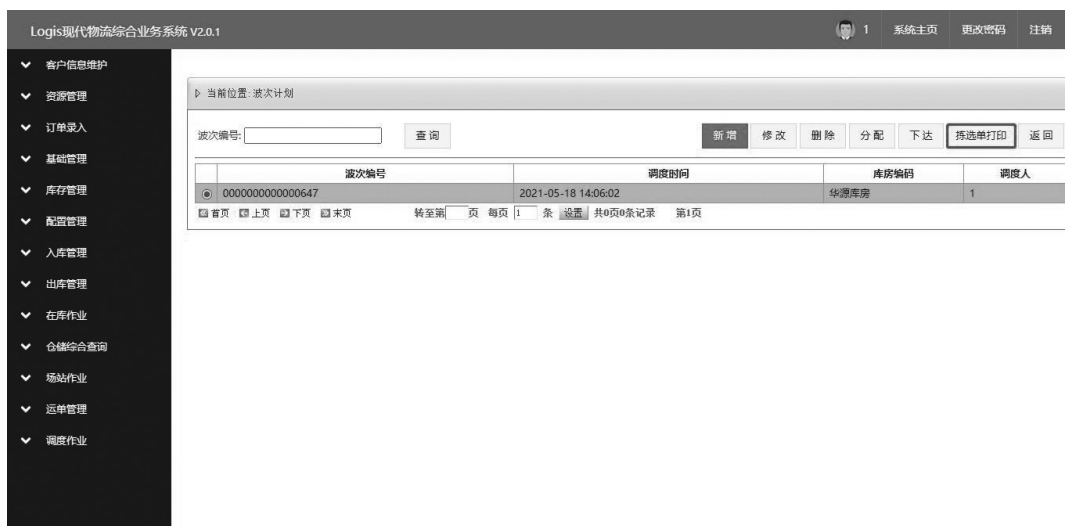 Logis现代物流综合业务系统 V2.0.1
1 系统主页 更改密码 注销
客户信息维护
资源管理
订单录入
基础管理
库存管理
配置管理
入库管理
出库管理
在库作业
仓储综合查询
场站作业
运单管理
调度作业
当前位置:波次计划
波次编号: 查询 新增 修改 删除 分配 下达 拣选单打印 返回
波次编号 调度时间 库房编码 调度人
0000000000000647 2021-05-18 14:06:02 华源库房 1
首页 上页 下页 末页 转至第 页 每页 1 条 设置 共0页0条记录 第1页